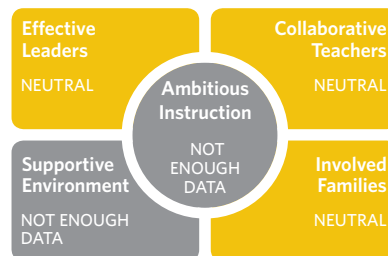 Effective
Leaders
NEUTRAL
Collaborative
Teachers
NEUTRAL
Ambitious
Instruction
NOT
ENOUGH
DATA
Supportive
Environment
NOT ENOUGH
DATA
Involved
Families
NEUTRAL